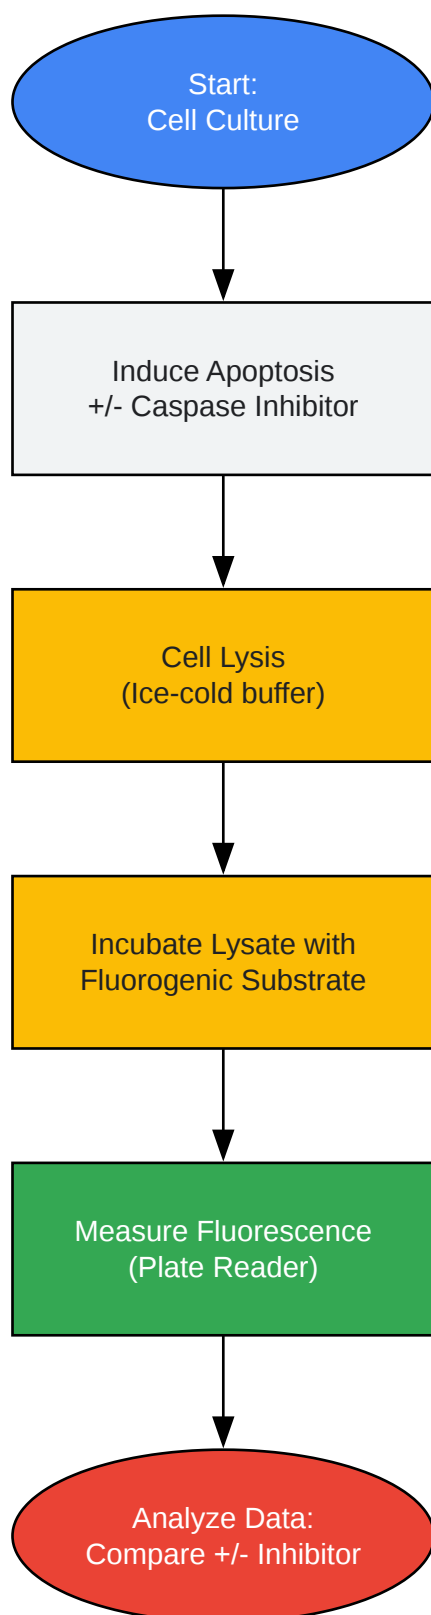 Start:
Cell Culture
Induce Apoptosis
+/- Caspase Inhibitor
Cell Lysis
(Ice-cold buffer)
Incubate Lysate with
Fluorogenic Substrate
Measure Fluorescence
(Plate Reader)
Analyze Data:
Compare +/- Inhibitor